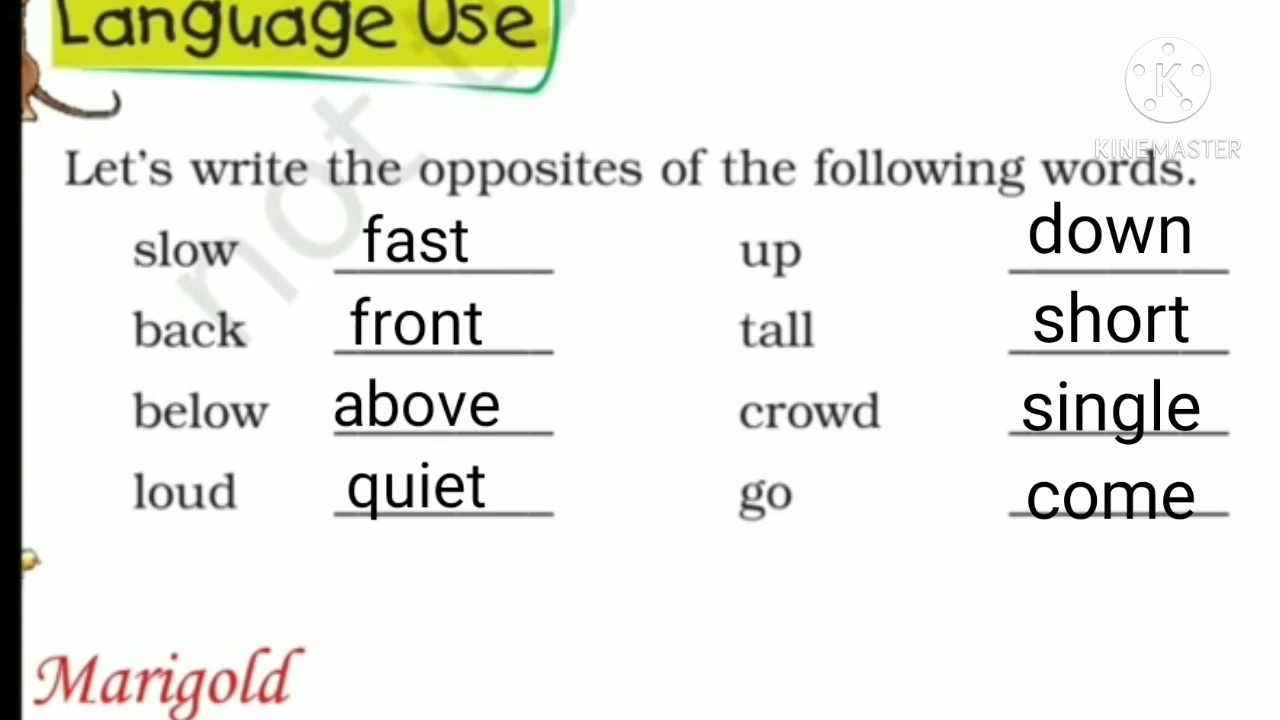 Language Use
K
KINEMASTER
Let's write the opposites of the following words.
slow fast up down
back front tall short
below above crowd single
loud quiet go come
not
Marigold